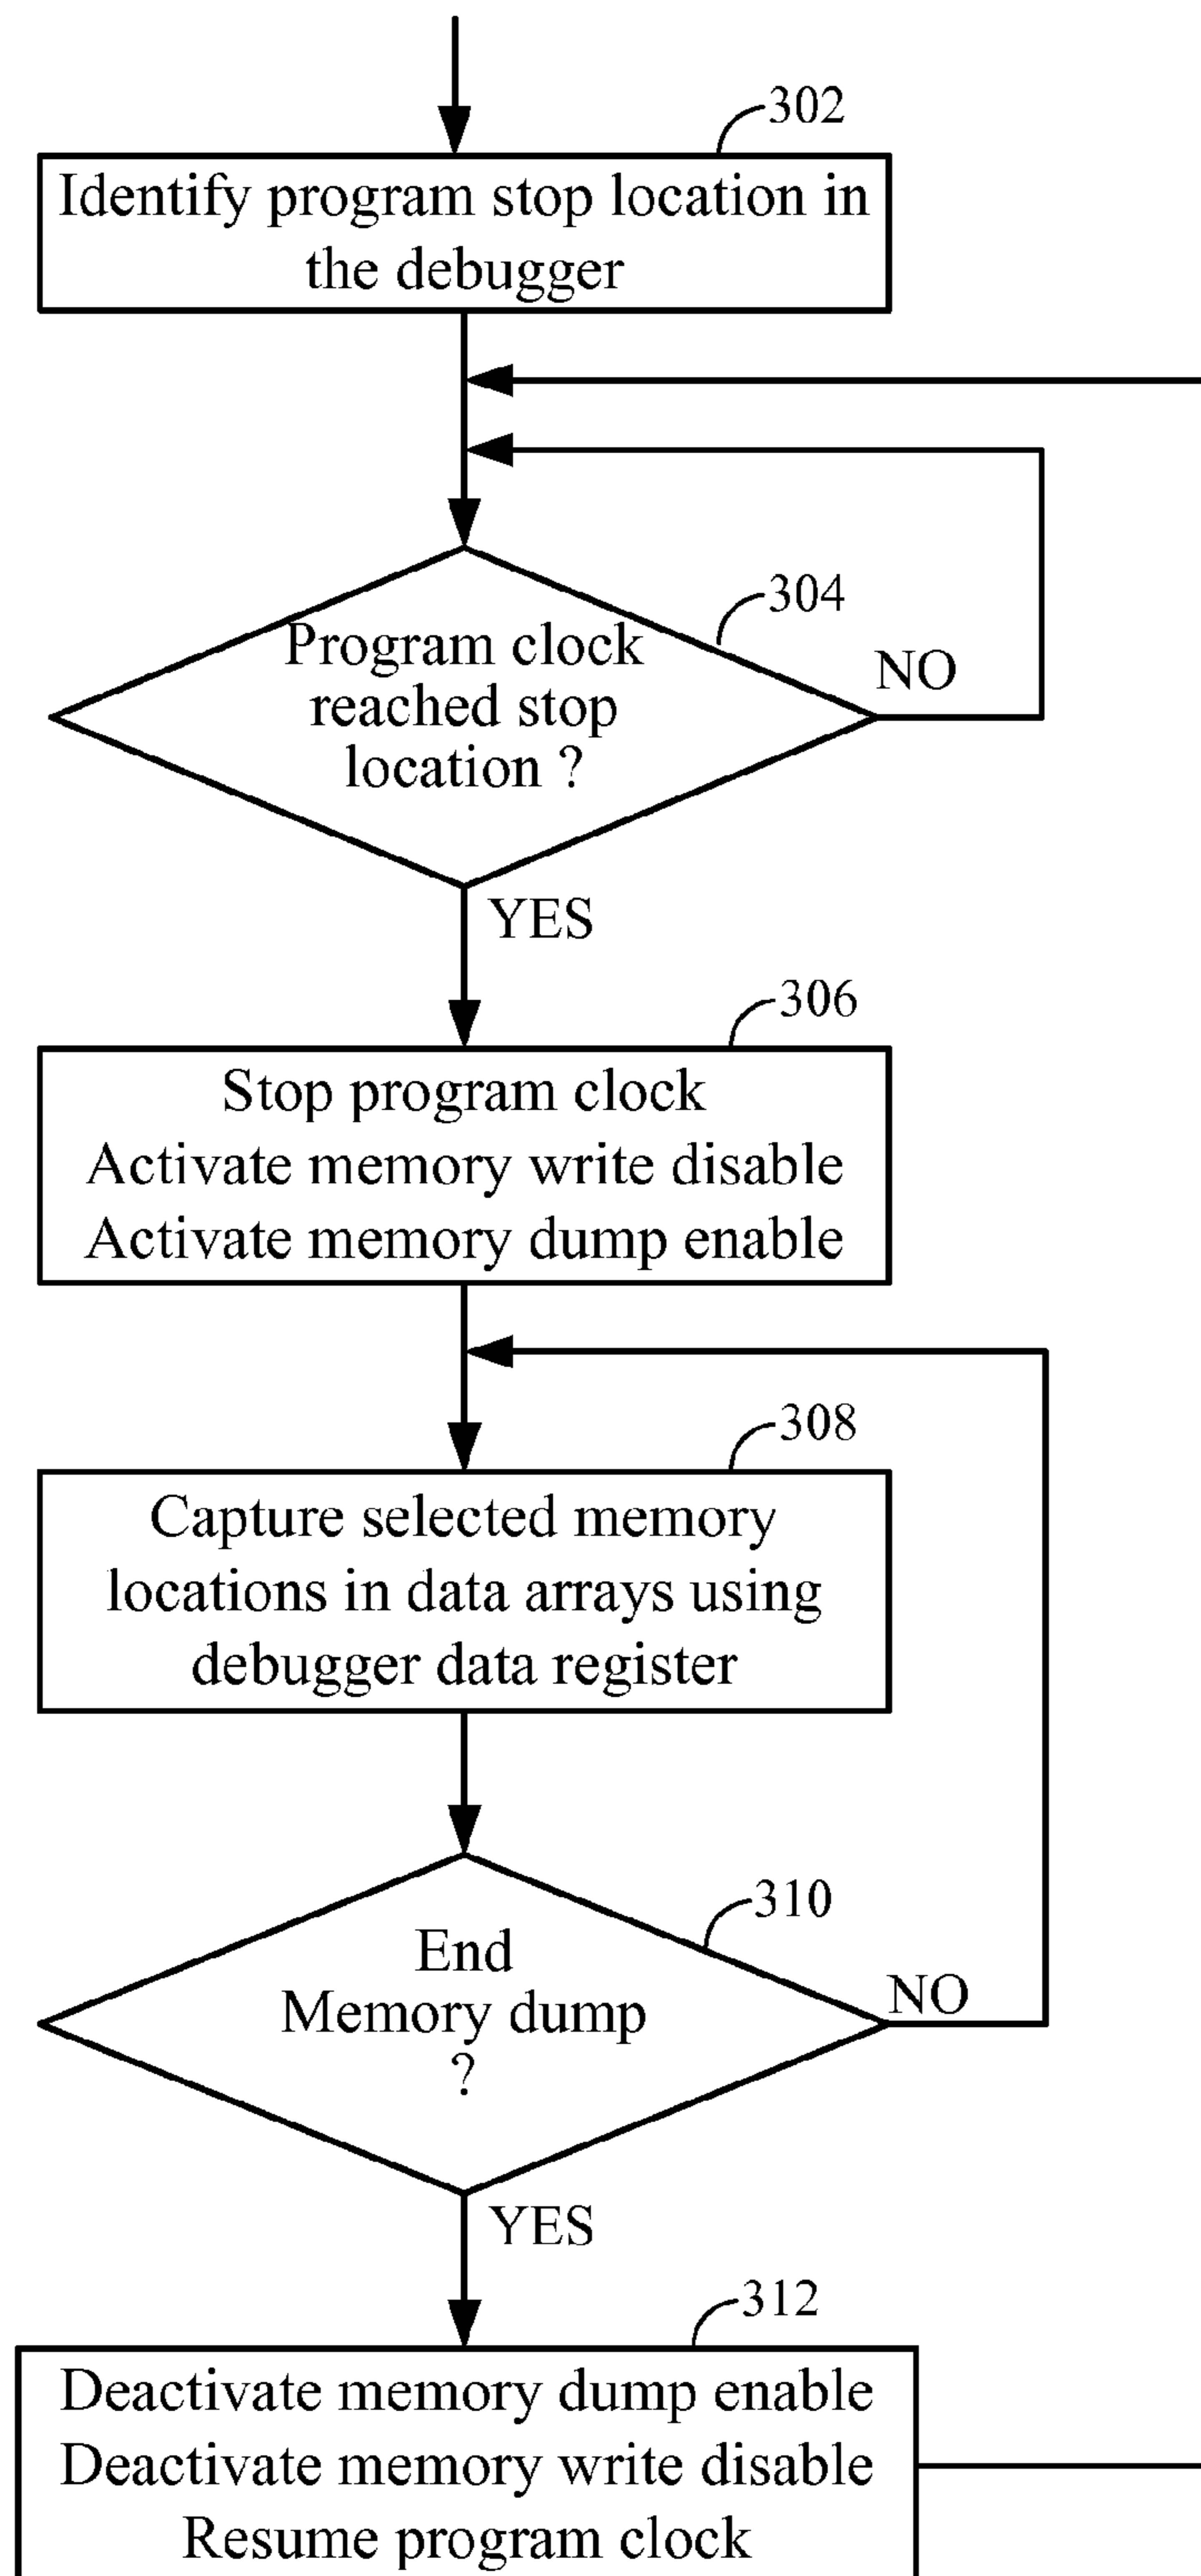 302
Identify program stop location in
the debugger
304
Program clock
reached stop
location ?
NO
YES
306
Stop program clock
Activate memory write disable
Activate memory dump enable
308
Capture selected memory
locations in data arrays using
debugger data register
310
End
Memory dump
?
NO
YES
312
Deactivate memory dump enable
Deactivate memory write disable
Resume program clock